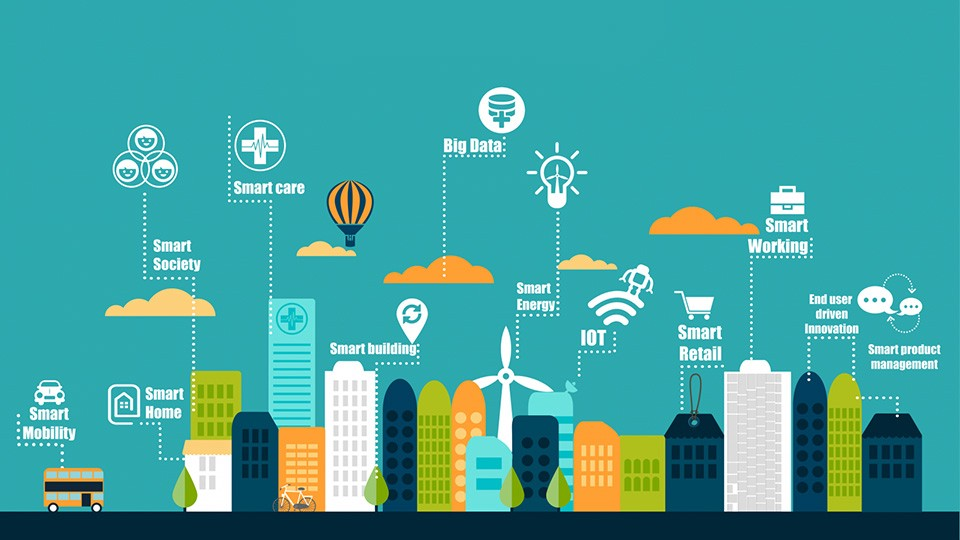 Big Data
Smart care
Smart
Society
Smart
Working
Smart
Energy
IOT
Smart
Retail
End user
driven
Innovation
Smart product
management
Smart building
Smart
Home
Smart
Mobility